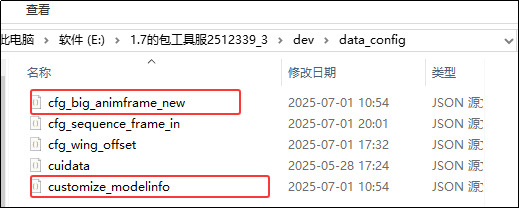 查看
此电脑 › 软件 (E:) › 1.7的包工具服2512339_3 › dev › data_config
名称 修改日期 类型
cfg_big_animframe_new 2025-07-01 10:54 JSON 源
cfg_sequence_frame_in 2025-07-01 20:01 JSON 源
cfg_wing_offset 2025-07-01 17:32 JSON 源
cuidata 2025-05-28 17:24 JSON 源
customize_modelinfo 2025-07-01 10:54 JSON 源